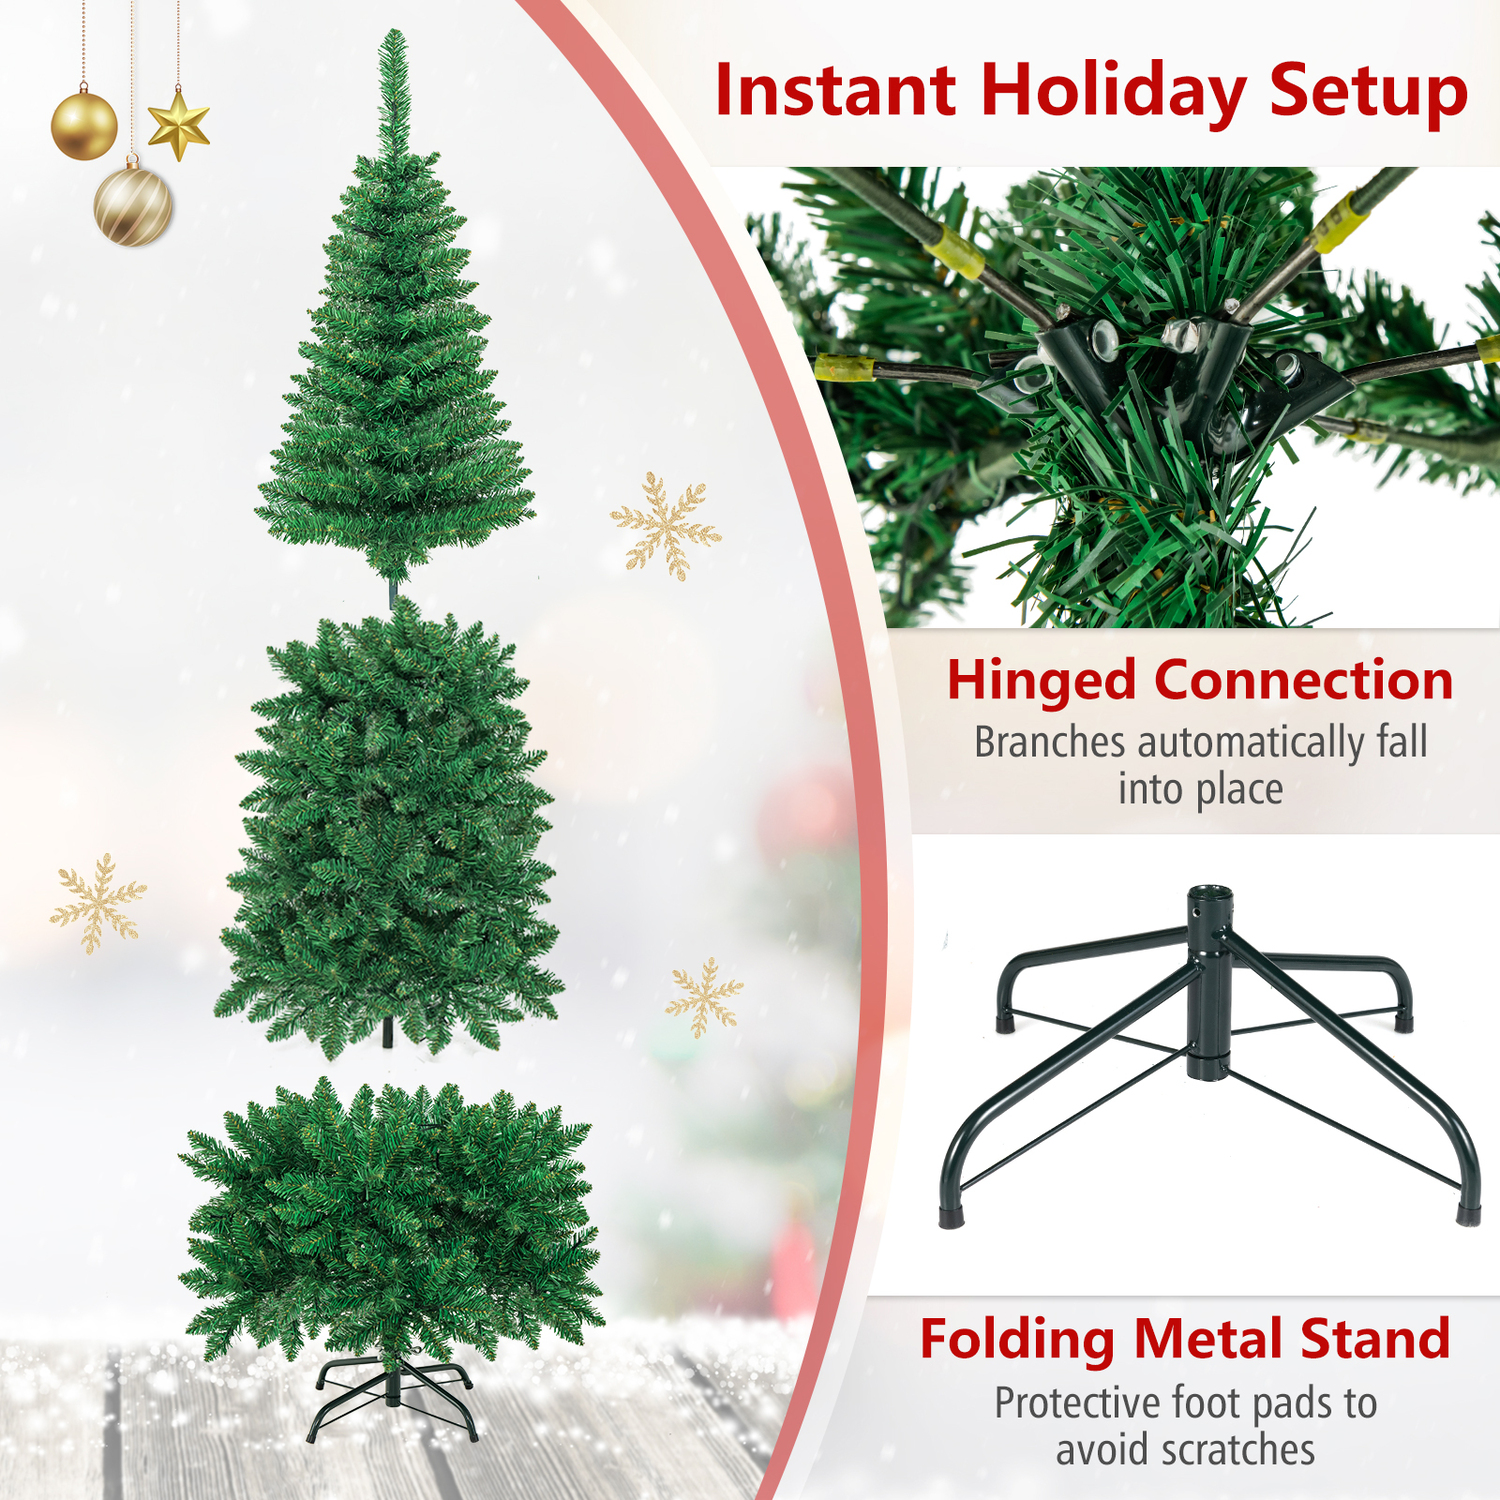 Instant Holiday Setup
Hinged Connection
Branches automatically fall
into place
Folding Metal Stand
Protective foot pads to
avoid scratches